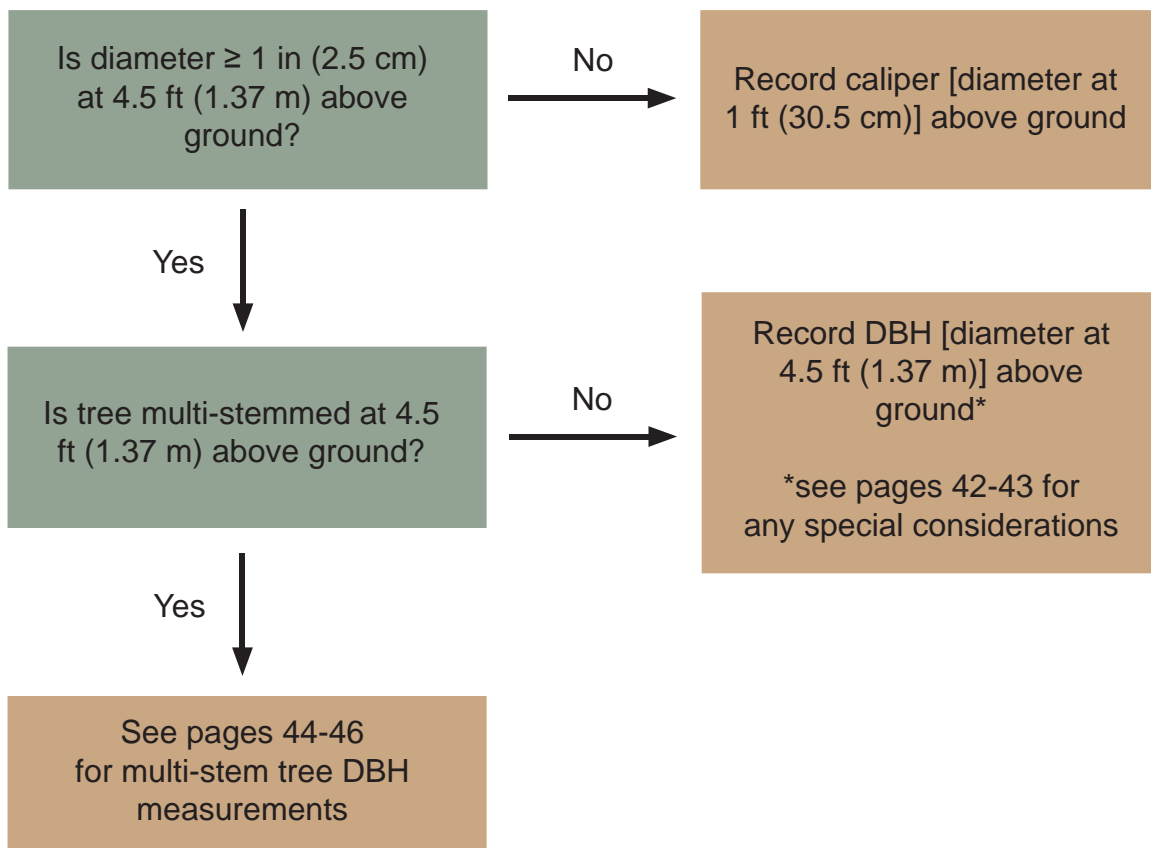 Is diameter ≥ 1 in (2.5 cm)
at 4.5 ft (1.37 m) above
ground?
No
Record caliper [diameter at
1 ft (30.5 cm)] above ground
Yes
Is tree multi-stemmed at 4.5
ft (1.37 m) above ground?
No
Record DBH [diameter at
4.5 ft (1.37 m)] above
ground*
*see pages 42-43 for
any special considerations
Yes
See pages 44-46
for multi-stem tree DBH
measurements